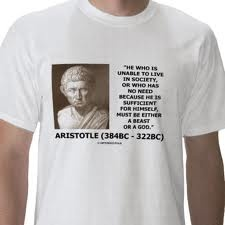 "HE WHO IS
UNABLE TO LIVE
IN SOCIETY,
OR WHO HAS
NO NEED
BECAUSE HE IS
SUFFICIENT
FOR HIMSELF,
MUST BE EITHER
A BEAST
OR A GOD."
ARISTOTLE (384BC - 322BC)